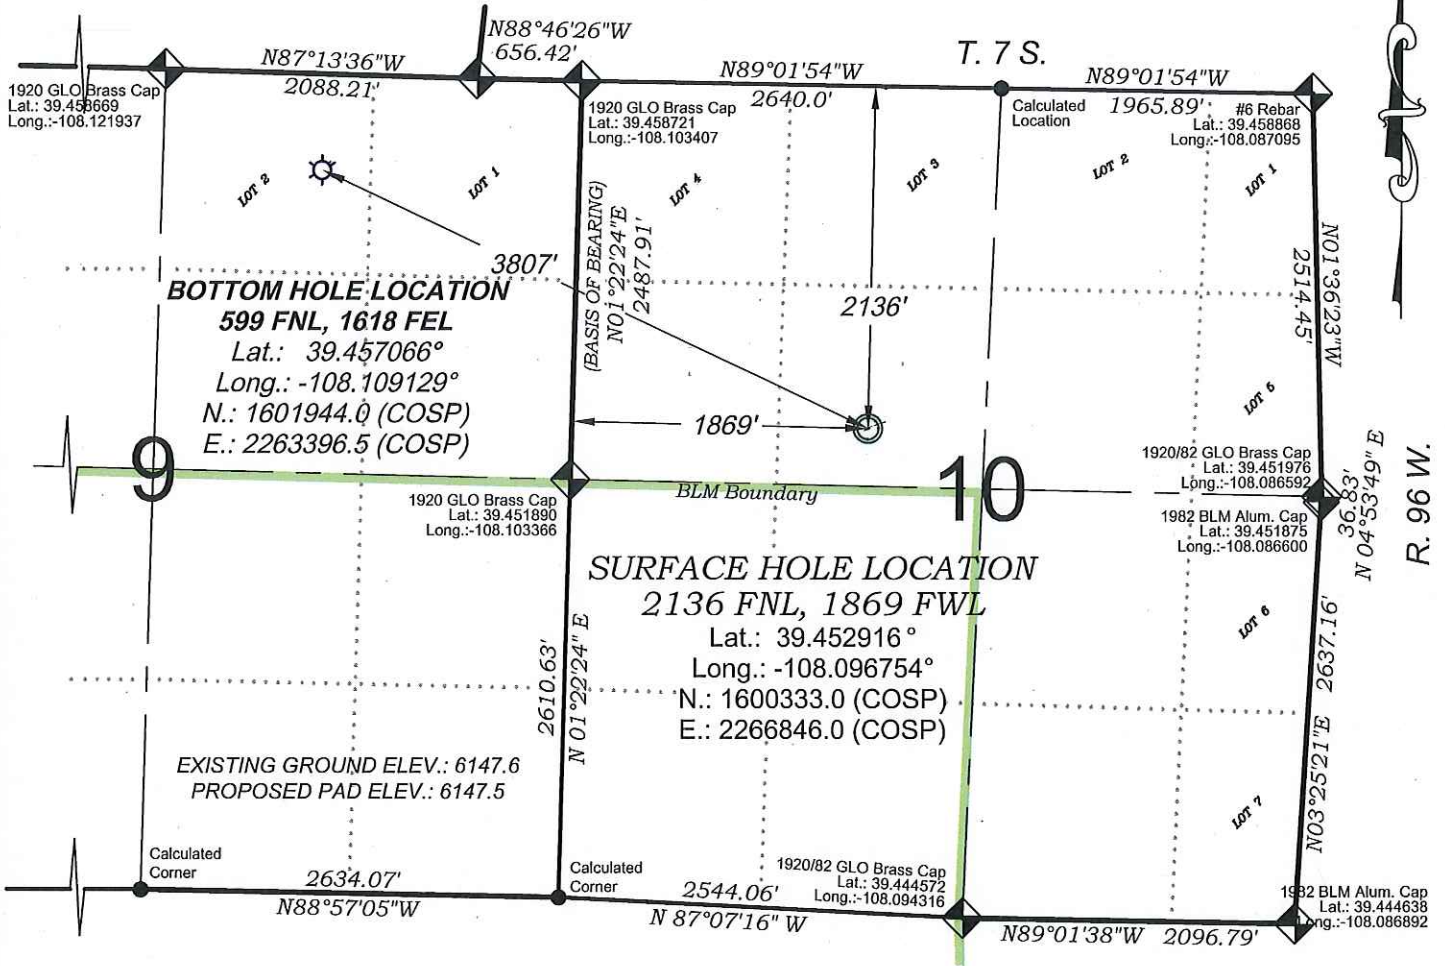 N88°46'26"W
656.42'
N87°13'36"W
2088.21'
N89°01'54"W
2640.0'
T. 7 S.
N89°01'54"W
1965.89'
1920 GLO Brass Cap
Lat.: 39.458669
Long.:-108.121937
1920 GLO Brass Cap
Lat.: 39.458721
Long.:-108.103407
Calculated
Location
#6 Rebar
Lat.: 39.458868
Long.:-108.087095
LOT 2
LOT 1
LOT 4
LOT 3
LOT 2
LOT 1
(BASIS OF BEARING)
N01°22'24"E
2487.91'
3807'
2136'
N01°36'23"W
2514.45'
BOTTOM HOLE LOCATION
599 FNL, 1618 FEL
Lat.: 39.457066°
Long.: -108.109129°
N.: 1601944.0 (COSP)
E.: 2263396.5 (COSP)
1869'
LOT 5
9
10
BLM Boundary
1920 GLO Brass Cap
Lat.: 39.451890
Long.:-108.103366
1920/82 GLO Brass Cap
Lat.: 39.451976
Long.:-108.086592
1982 BLM Alum. Cap
Lat.: 39.451875
Long.:-108.086600
36.83'
N 04°53'49" E
R. 96 W.
SURFACE HOLE LOCATION
2136 FNL, 1869 FWL
Lat.: 39.452916°
Long.: -108.096754°
N.: 1600333.0 (COSP)
E.: 2266846.0 (COSP)
2610.63'
N 01°22'24" E
LOT 6
2637.16'
N03°25'21"E
EXISTING GROUND ELEV.: 6147.6
PROPOSED PAD ELEV.: 6147.5
LOT 7
Calculated
Corner
2634.07'
N88°57'05"W
Calculated
Corner
2544.06'
N 87°07'16" W
1920/82 GLO Brass Cap
Lat.: 39.444572
Long.:-108.094316
N89°01'38"W 2096.79'
1982 BLM Alum. Cap
Lat.: 39.444638
Long.:-108.086892